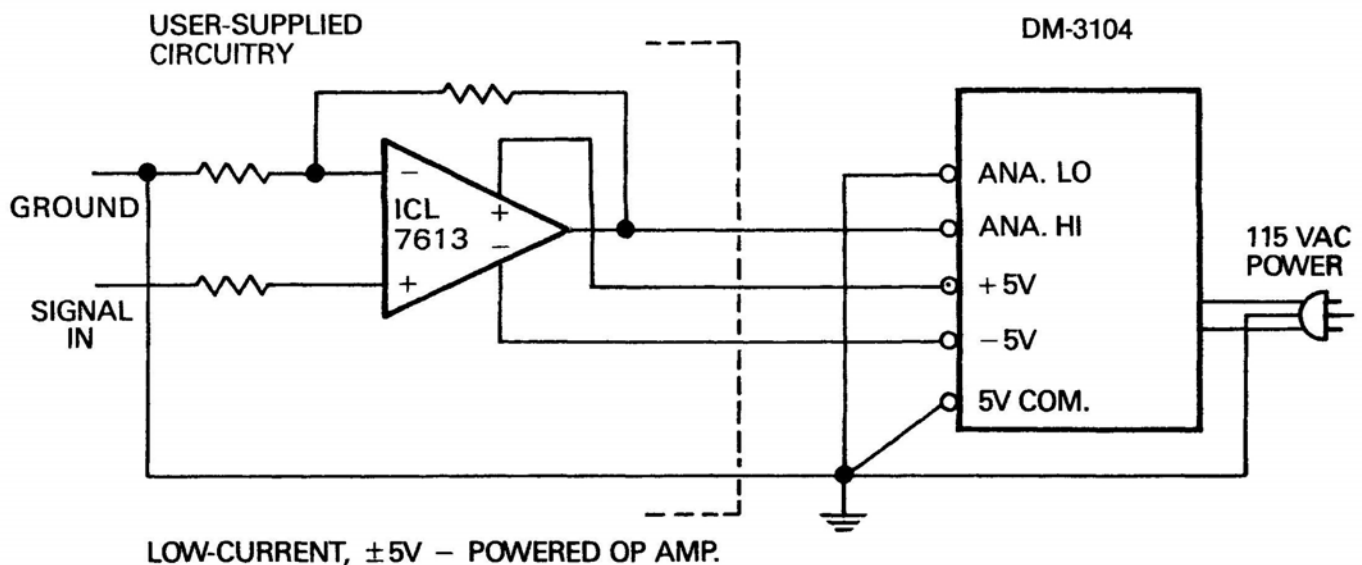 USER-SUPPLIED
CIRCUITRY
DM-3104
GROUND
SIGNAL
IN
−
ICL
7613
+
−
+
ANA. LO
ANA. HI
+5V
−5V
5V COM.
115 VAC
POWER
LOW-CURRENT, ±5V – POWERED OP AMP.